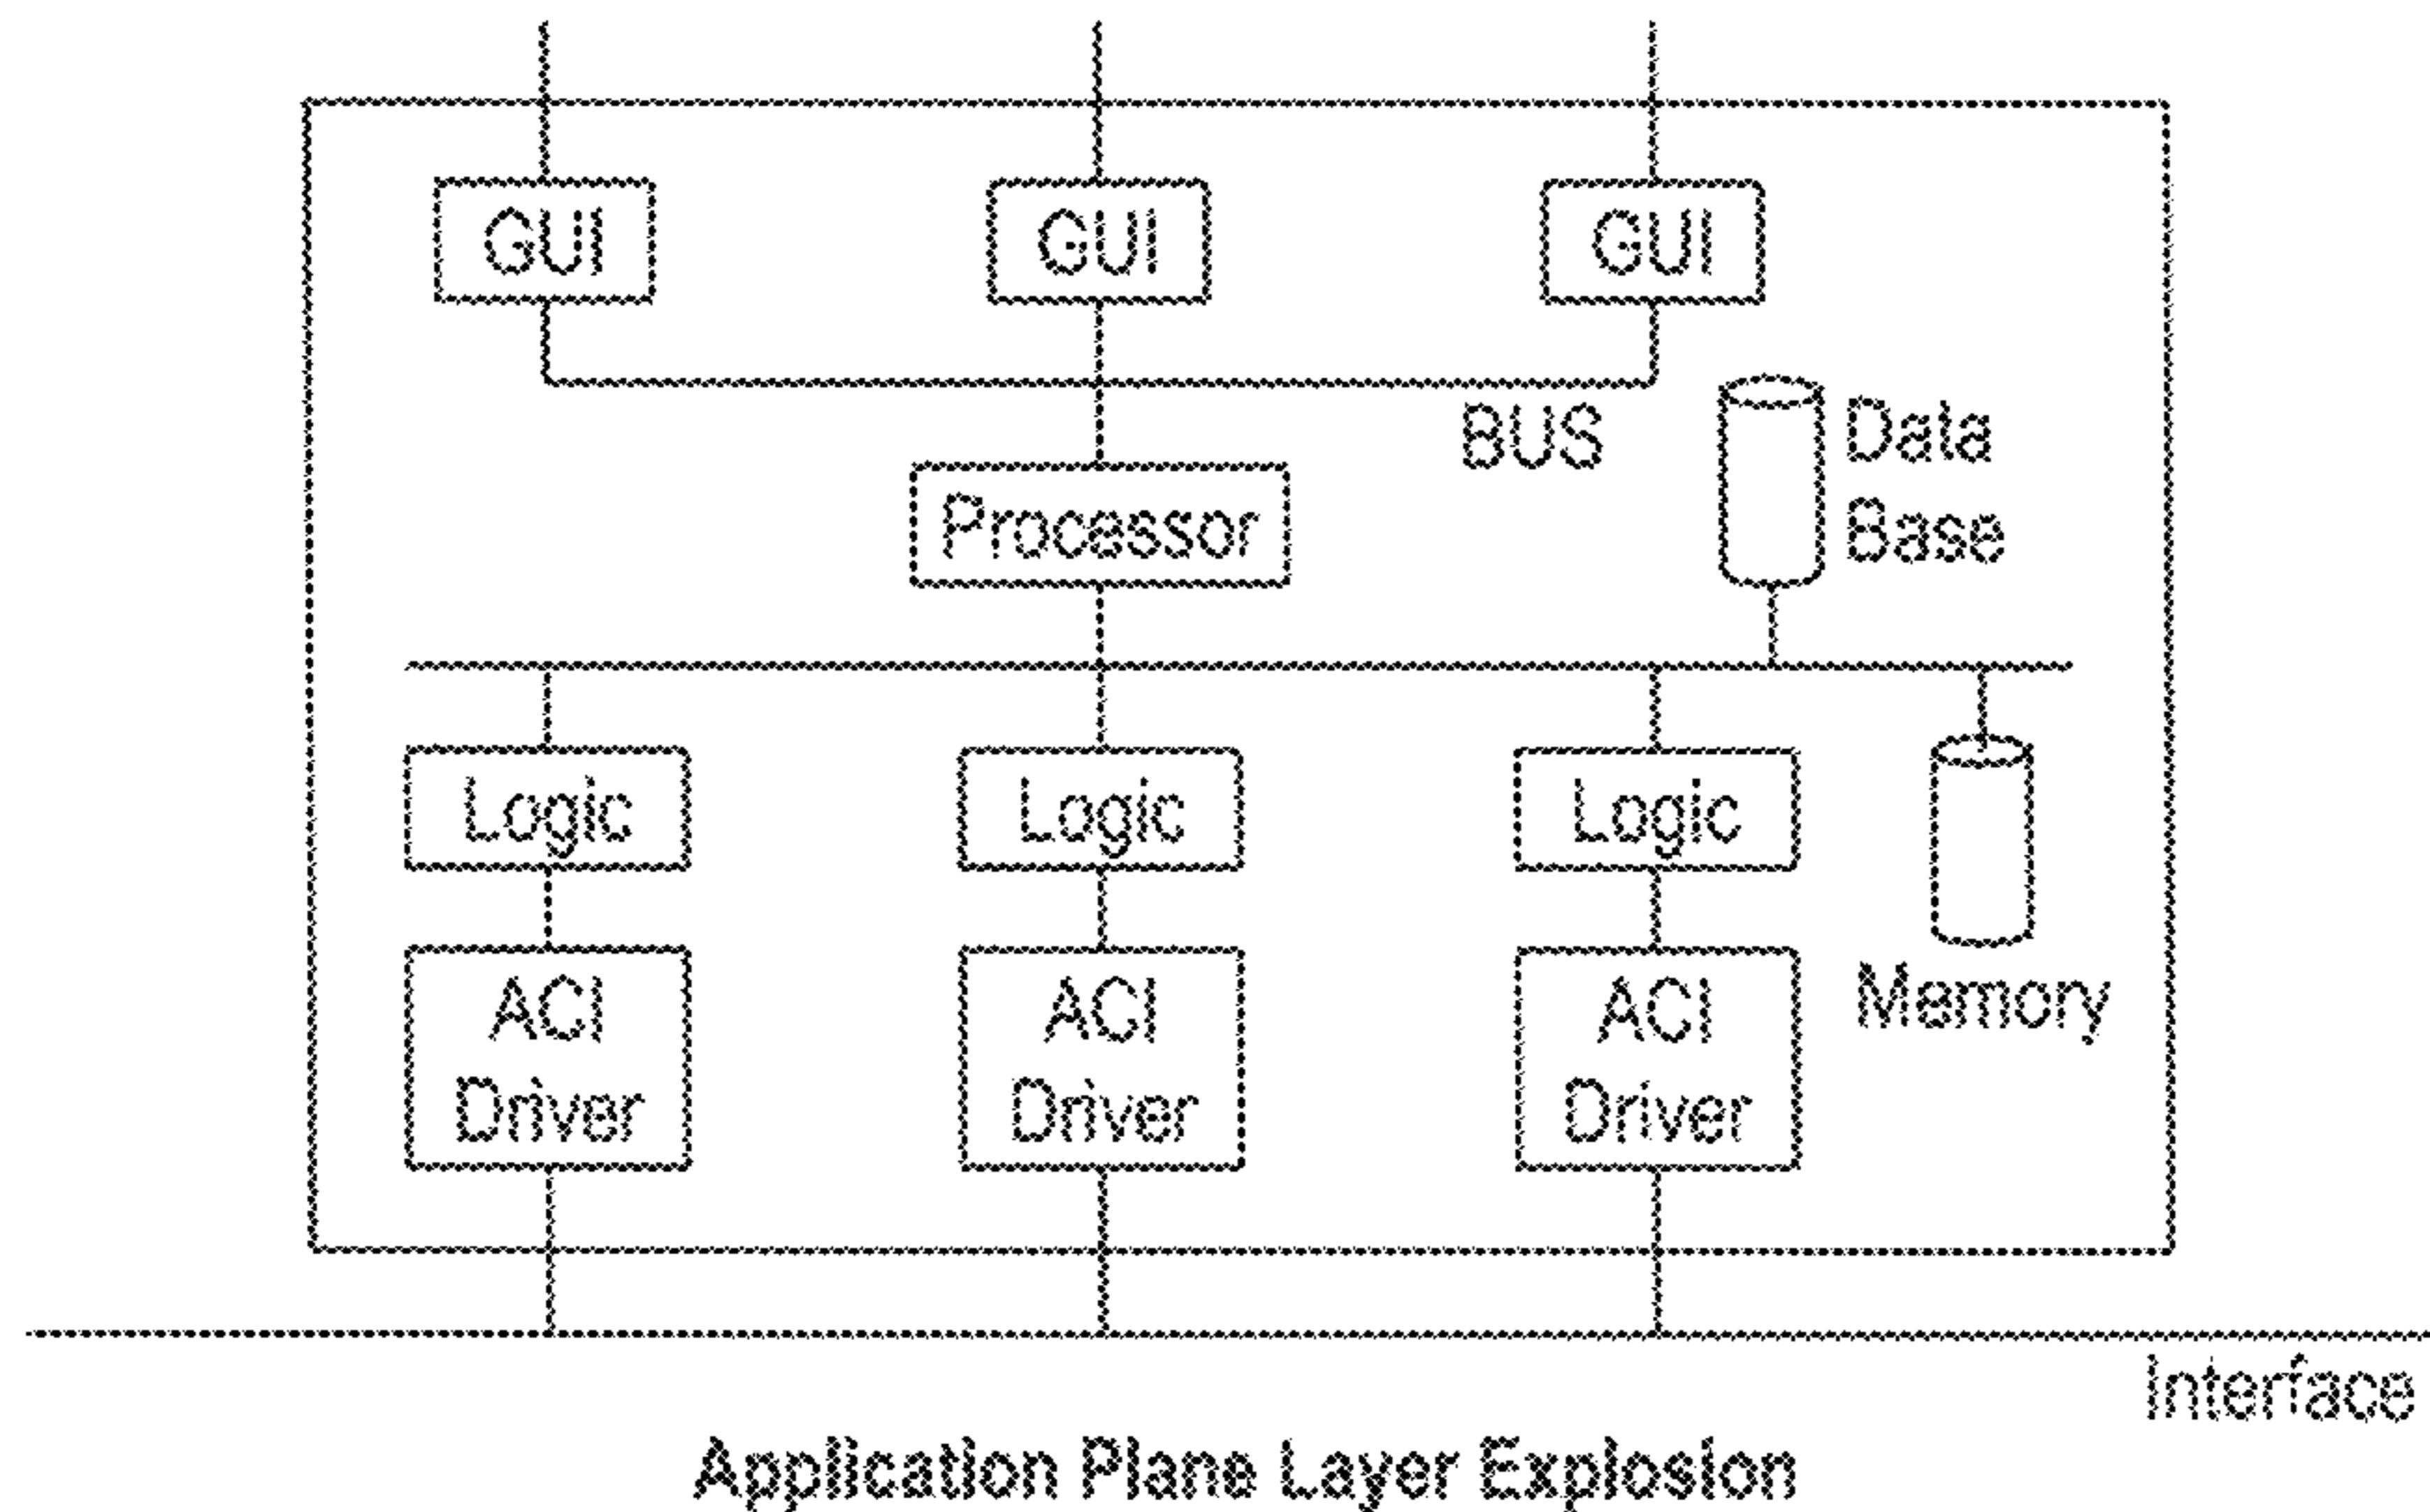 GUI GUI GUI
BUS
Data
Base
Processor
Logic Logic Logic
ACI ACI ACI
Driver Driver Driver
Memory
Interface
Application Plane Layer Explosion